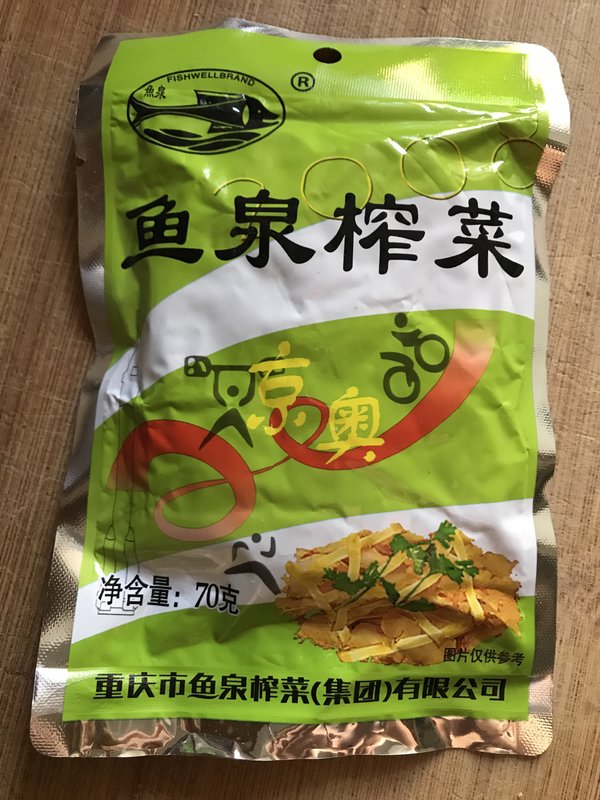 FISHWELLBRAND
®
魚泉
鱼泉榨菜
京奥
净含量：70克
图片仅供参考
重庆市鱼泉榨菜(集团)有限公司